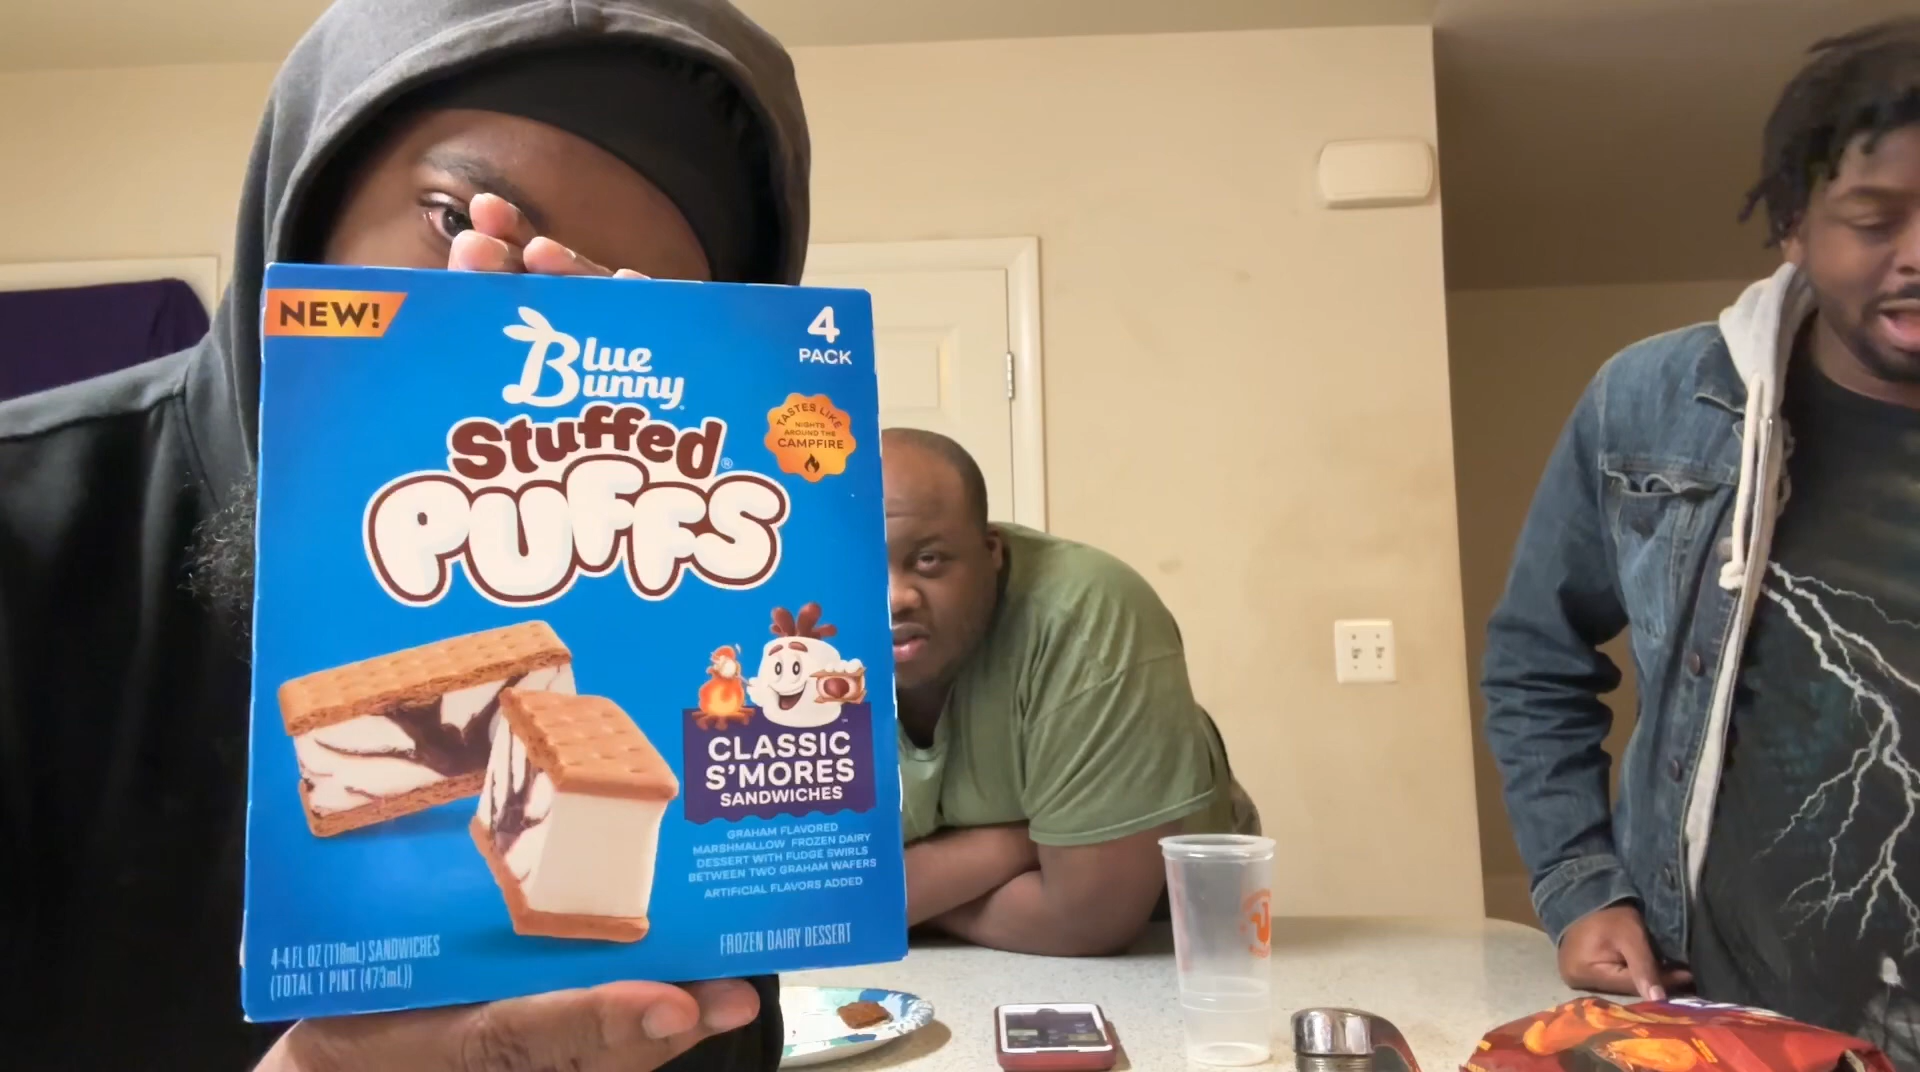 NEW!
Blue
Bunny
4
PACK
Stuffed
PUFFS
TASTES LIKE
NIGHTS
AROUND THE
CAMPFIRE
CLASSIC
S'MORES
SANDWICHES
GRAHAM FLAVORED
MARSHMALLOW FROZEN DAIRY
DESSERT WITH FUDGE SWIRLS
BETWEEN TWO GRAHAM WAFERS
ARTIFICIAL FLAVORS ADDED
4-4 FL OZ (118mL) SANDWICHES
(TOTAL 1 PINT (473mL))
FROZEN DAIRY DESSERT